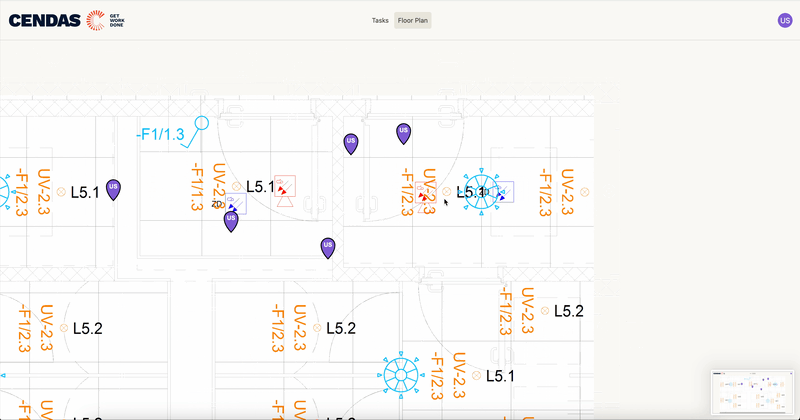 CENDAS
GET
WORK
DONE
Tasks
Floor Plan
US
-F1/1.3
US
US
-F1/2.3
UV-2.3
L5.1
US
-F1/1.3
UV-2.3
L5.1
ZD
US
US
-F1/2.3
UV-2.3
L5.1
-F1/2.3
UV-2.3
-F1/2.3
UV-2.3
L5.2
-F1/2.3
UV-2.3
L5.2
-F1/2.3
UV-2.3
L5.2
-F1/2.3
UV-2.3
L5.1